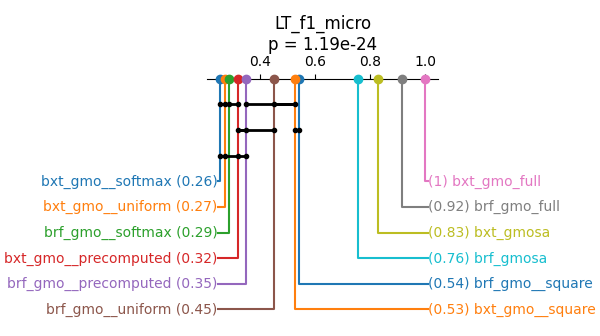 LT_f1_micro
p = 1.19e-24
0.4 0.6 0.8 1.0
bxt_gmo__softmax (0.26)
(1) bxt_gmo_full
bxt_gmo__uniform (0.27)
(0.92) brf_gmo_full
brf_gmo__softmax (0.29)
(0.83) bxt_gmosa
bxt_gmo__precomputed (0.32)
(0.76) brf_gmosa
brf_gmo__precomputed (0.35)
(0.54) brf_gmo__square
brf_gmo__uniform (0.45)
(0.53) bxt_gmo__square